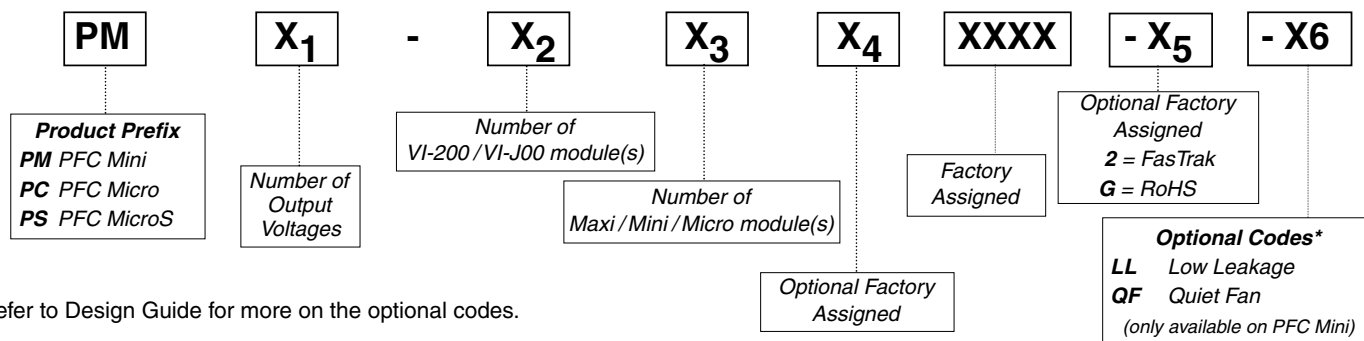 PM X1 - X2 X3 X4 XXXX - X5 - X6
Product Prefix
PM PFC Mini
PC PFC Micro
PS PFC MicroS
Number of
Output
Voltages
Number of
VI-200 / VI-J00 module(s)
Number of
Maxi / Mini / Micro module(s)
Optional Factory
Assigned
Factory
Assigned
Optional Factory
Assigned
2 = FasTrak
G = RoHS
Optional Codes*
LL Low Leakage
QF Quiet Fan
(only available on PFC Mini)
efer to Design Guide for more on the optional codes.